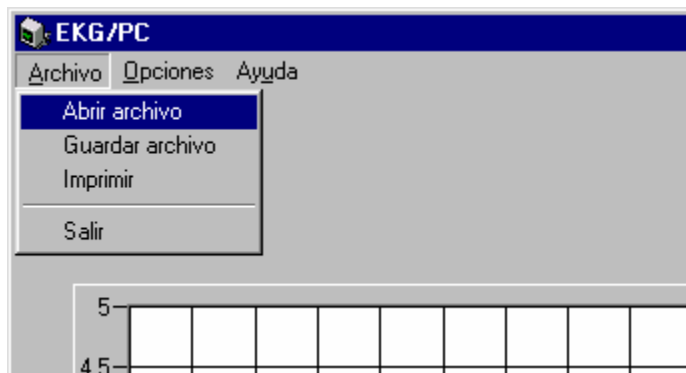 EKG/PC
Archivo Opciones Ayuda
Abrir archivo
Guardar archivo
Imprimir
Salir
5
4.5